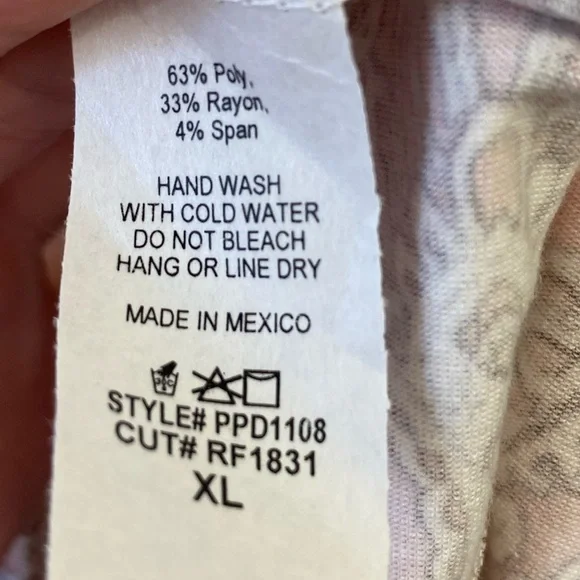 63% Poly,
33% Rayon,
4% Span
HAND WASH
WITH COLD WATER
DO NOT BLEACH
HANG OR LINE DRY
MADE IN MEXICO
STYLE# PPD1108
CUT# RF1831
XL